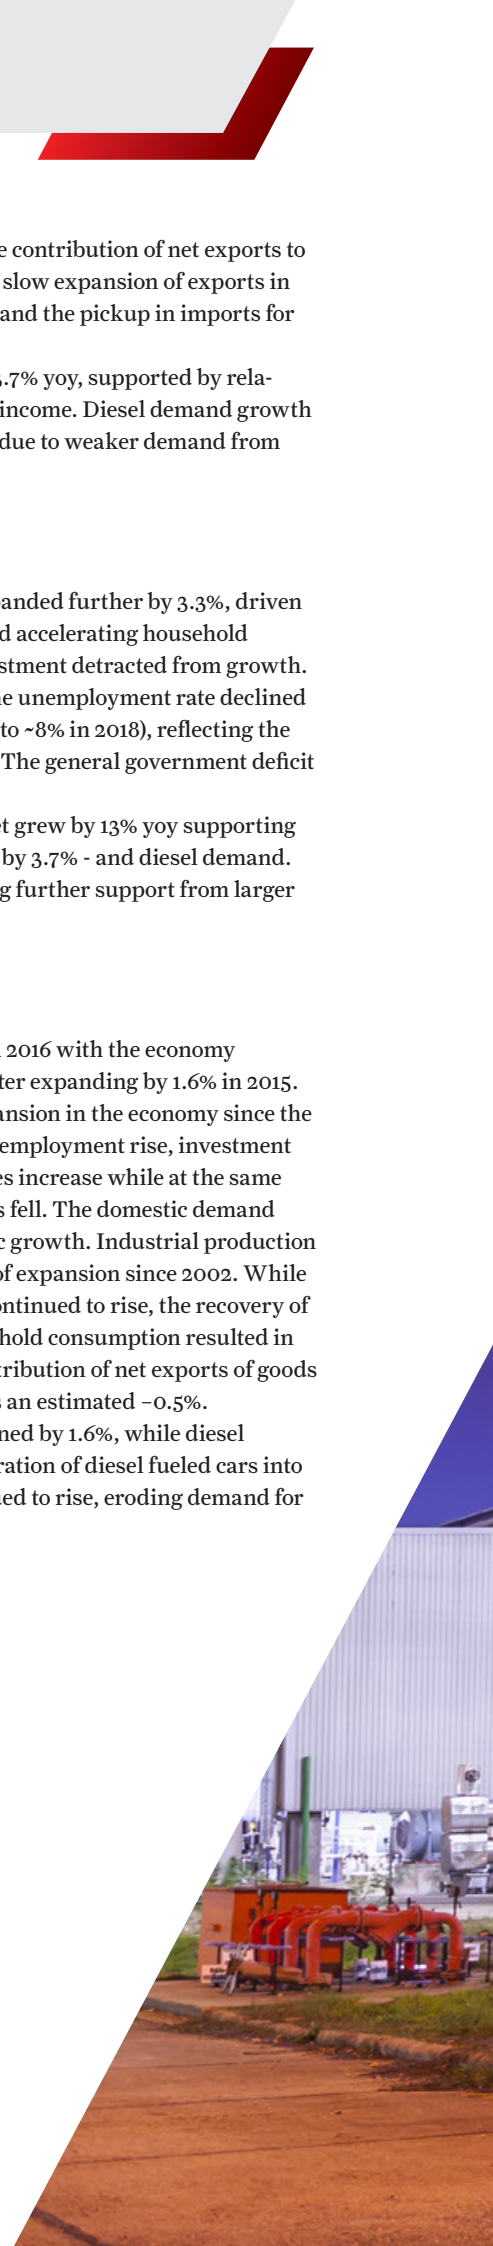 contribution of net exports to
slow expansion of exports in
and the pickup in imports for
.7% yoy, supported by rela-
income. Diesel demand growth
due to weaker demand from
anded further by 3.3%, driven
d accelerating household
stment detracted from growth.
e unemployment rate declined
to ~8% in 2018), reflecting the
The general government deficit
t grew by 13% yoy supporting
by 3.7% - and diesel demand.
g further support from larger
2016 with the economy
ter expanding by 1.6% in 2015.
ansion in the economy since the
employment rise, investment
es increase while at the same
s fell. The domestic demand
c growth. Industrial production
of expansion since 2002. While
ontinued to rise, the recovery of
hold consumption resulted in
tribution of net exports of goods
s an estimated –0.5%.
ned by 1.6%, while diesel
ration of diesel fueled cars into
ued to rise, eroding demand for